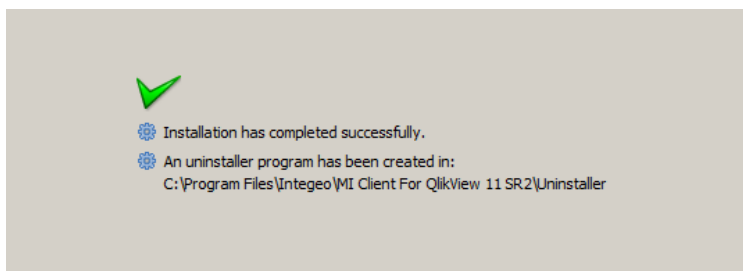 Installation has completed successfully.
An uninstaller program has been created in:
C:\Program Files\Integeo\MI Client For QlikView 11 SR2\Uninstaller